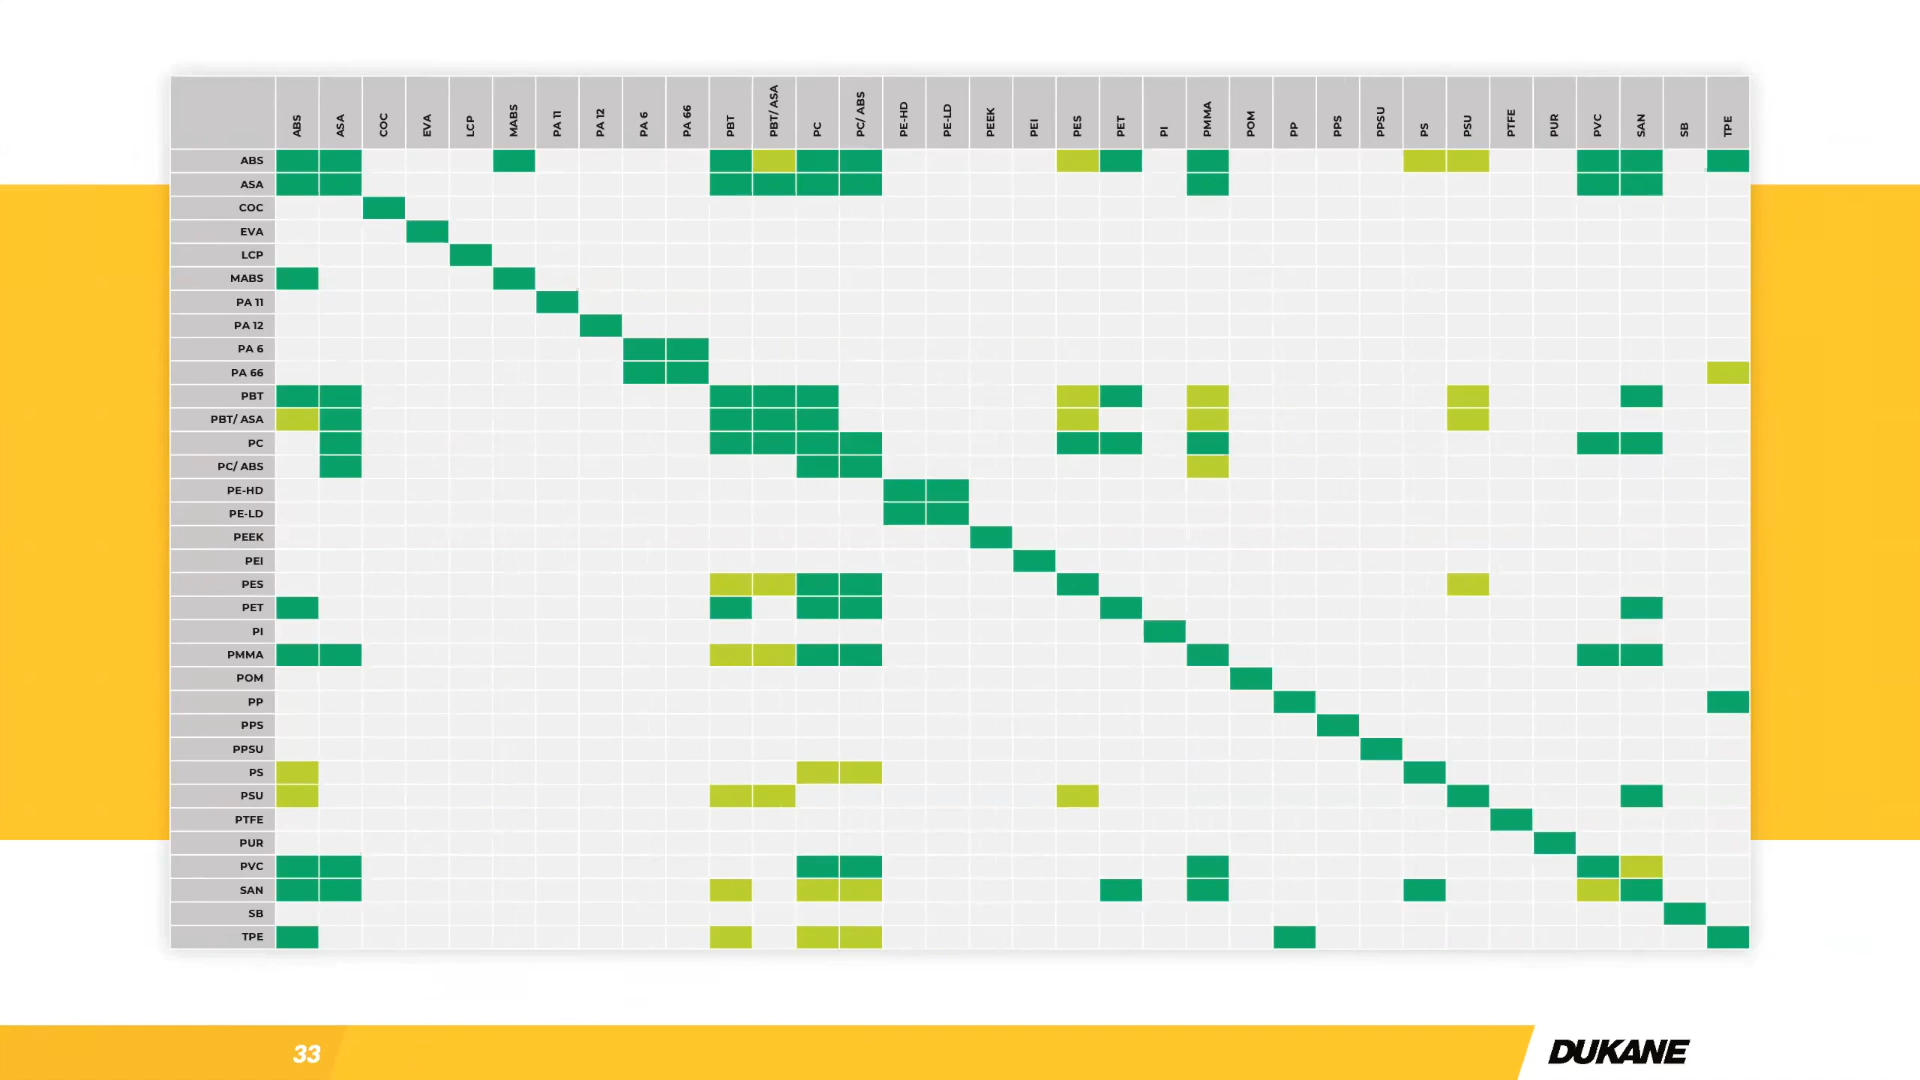 ABS ASA COC EVA LCP MABS PA 11 PA 12 PA 6 PA 66 PBT PBT/ ASA PC PC/ ABS PE-HD PE-LD PEEK PEI PES PET PI PMMA POM PP PPS PPSU PS PSU PTFE PUR PVC SAN SB TPE
ABS
ASA
COC
EVA
LCP
MABS
PA 11
PA 12
PA 6
PA 66
PBT
PBT/ ASA
PC
PC/ ABS
PE-HD
PE-LD
PEEK
PEI
PES
PET
PI
PMMA
POM
PP
PPS
PPSU
PS
PSU
PTFE
PUR
PVC
SAN
SB
TPE
33
DUKANE